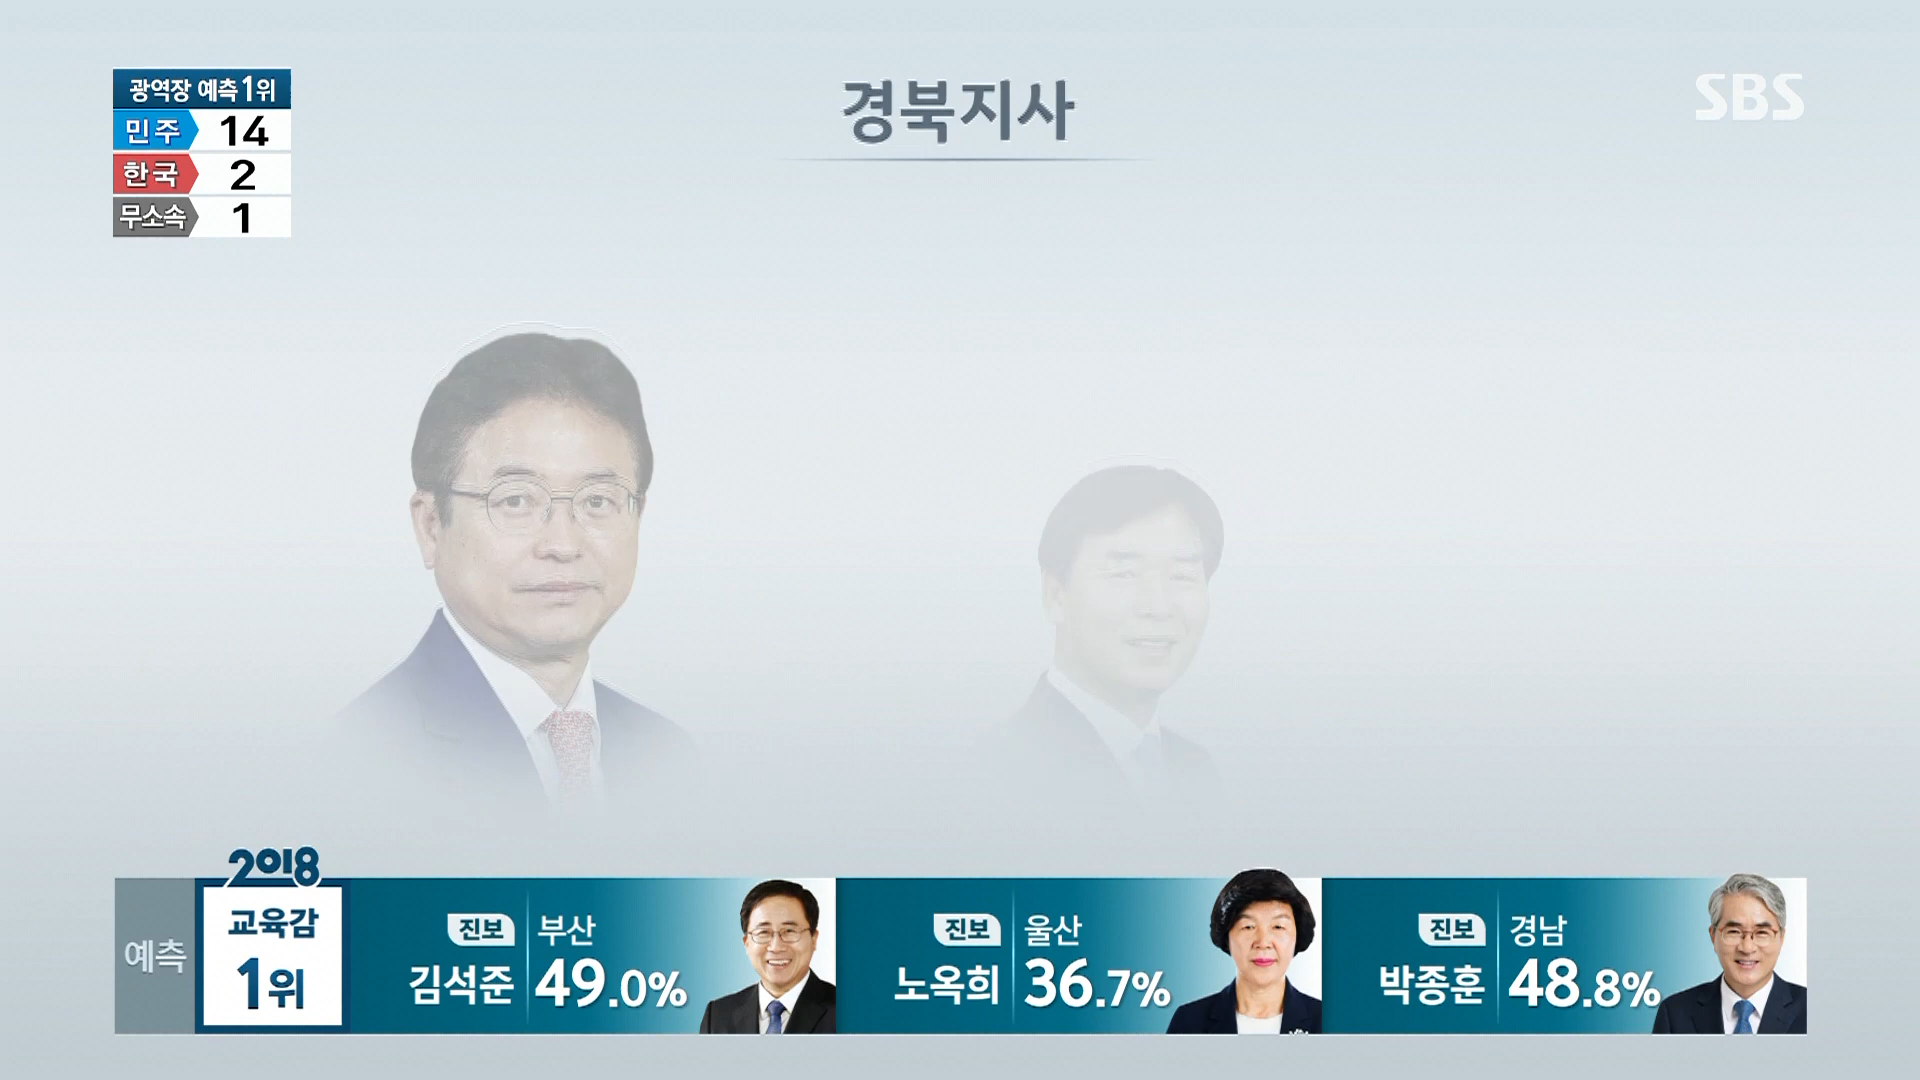 광역장 예측1위
민주 14
한국 2
무소속 1
경북지사
SBS
예측
2018
교육감
1위
진보 부산
김석준 49.0%
진보 울산
노옥희 36.7%
진보 경남
박종훈 48.8%